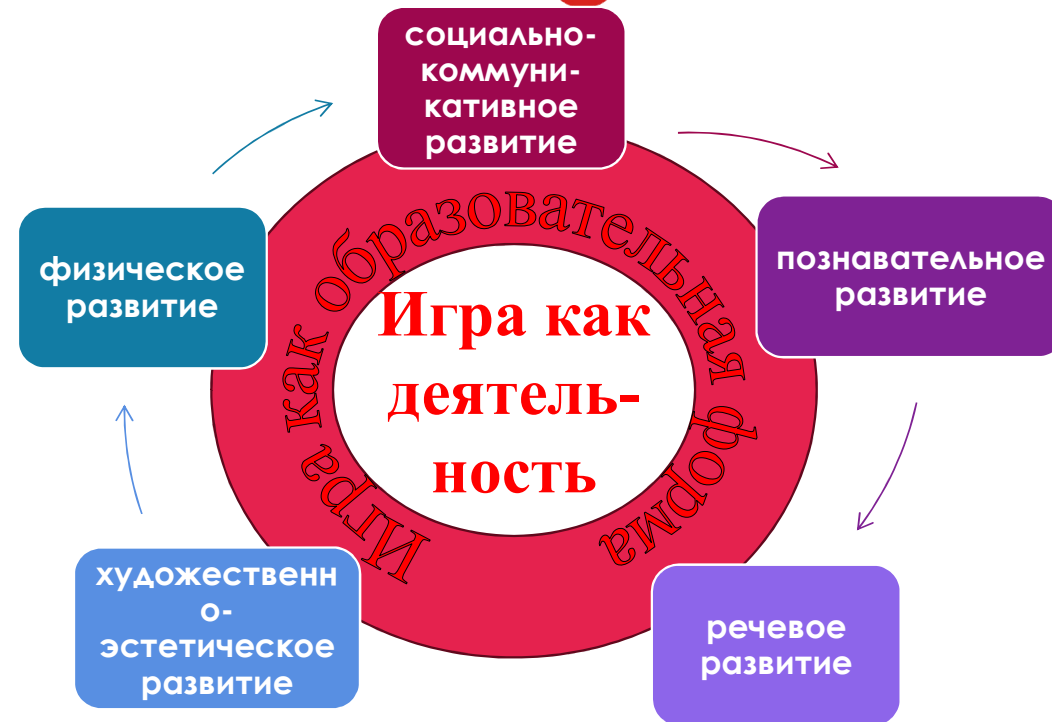 социально-
коммуни-
кативное
развитие
физическое
развитие
познавательное
развитие
Игра как образовательная форма
Игра как
деятель-
ность
художественн
о-
эстетическое
развитие
речевое
развитие